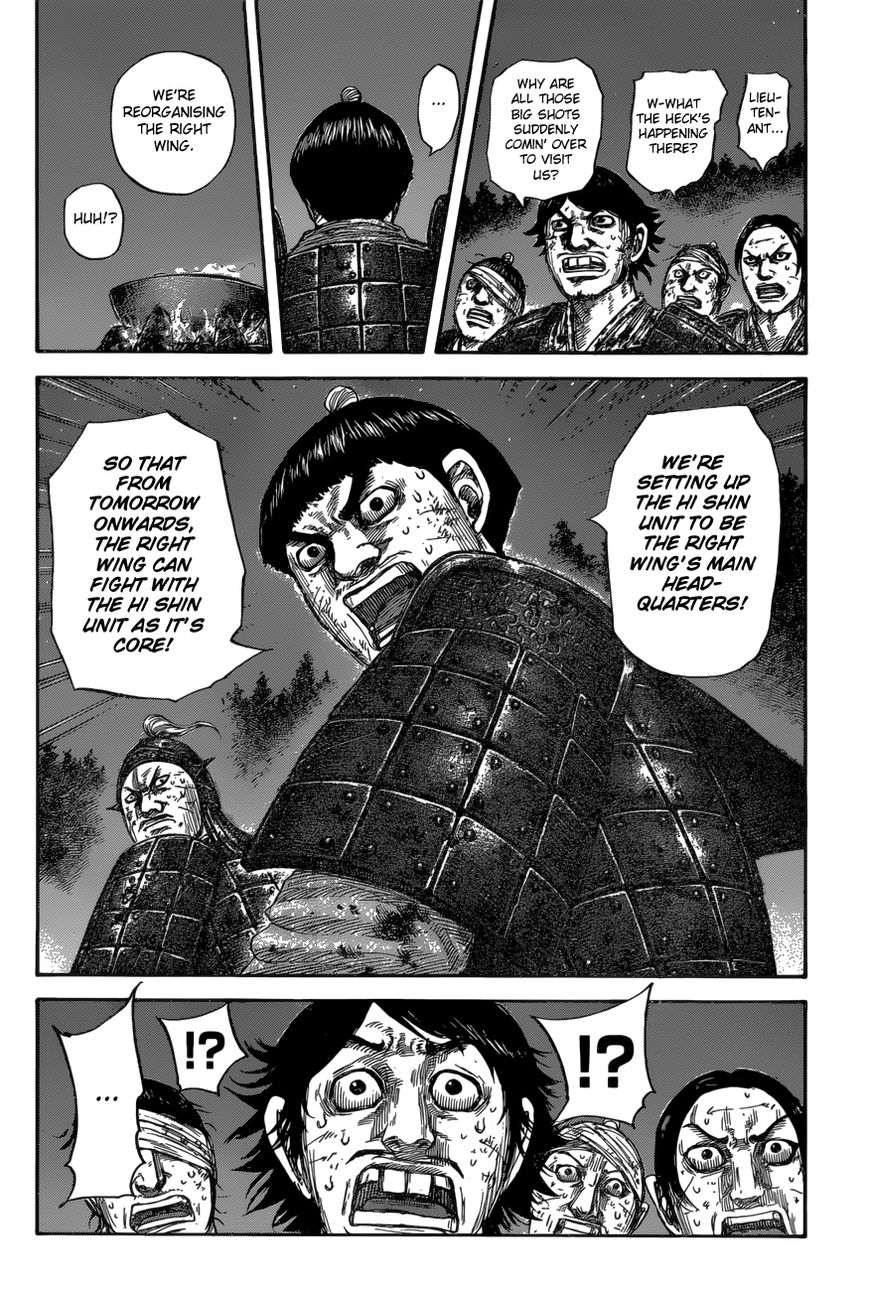 LIEU-
TEN-
ANT...
W-WHAT
THE HECK'S
HAPPENING
THERE?
WHY ARE
ALL THOSE
BIG SHOTS
SUDDENLY
COMIN' OVER
TO VISIT
US?
...
WE'RE
REORGANISING
THE RIGHT
WING.
HUH!?
WE'RE
SETTING UP
THE HI SHIN
UNIT TO BE
THE RIGHT
WING'S MAIN
HEAD-
QUARTERS!
SO THAT
FROM
TOMORROW
ONWARDS,
THE RIGHT
WING CAN
FIGHT WITH
THE HI SHIN
UNIT AS IT'S
CORE!
!?
!?
...